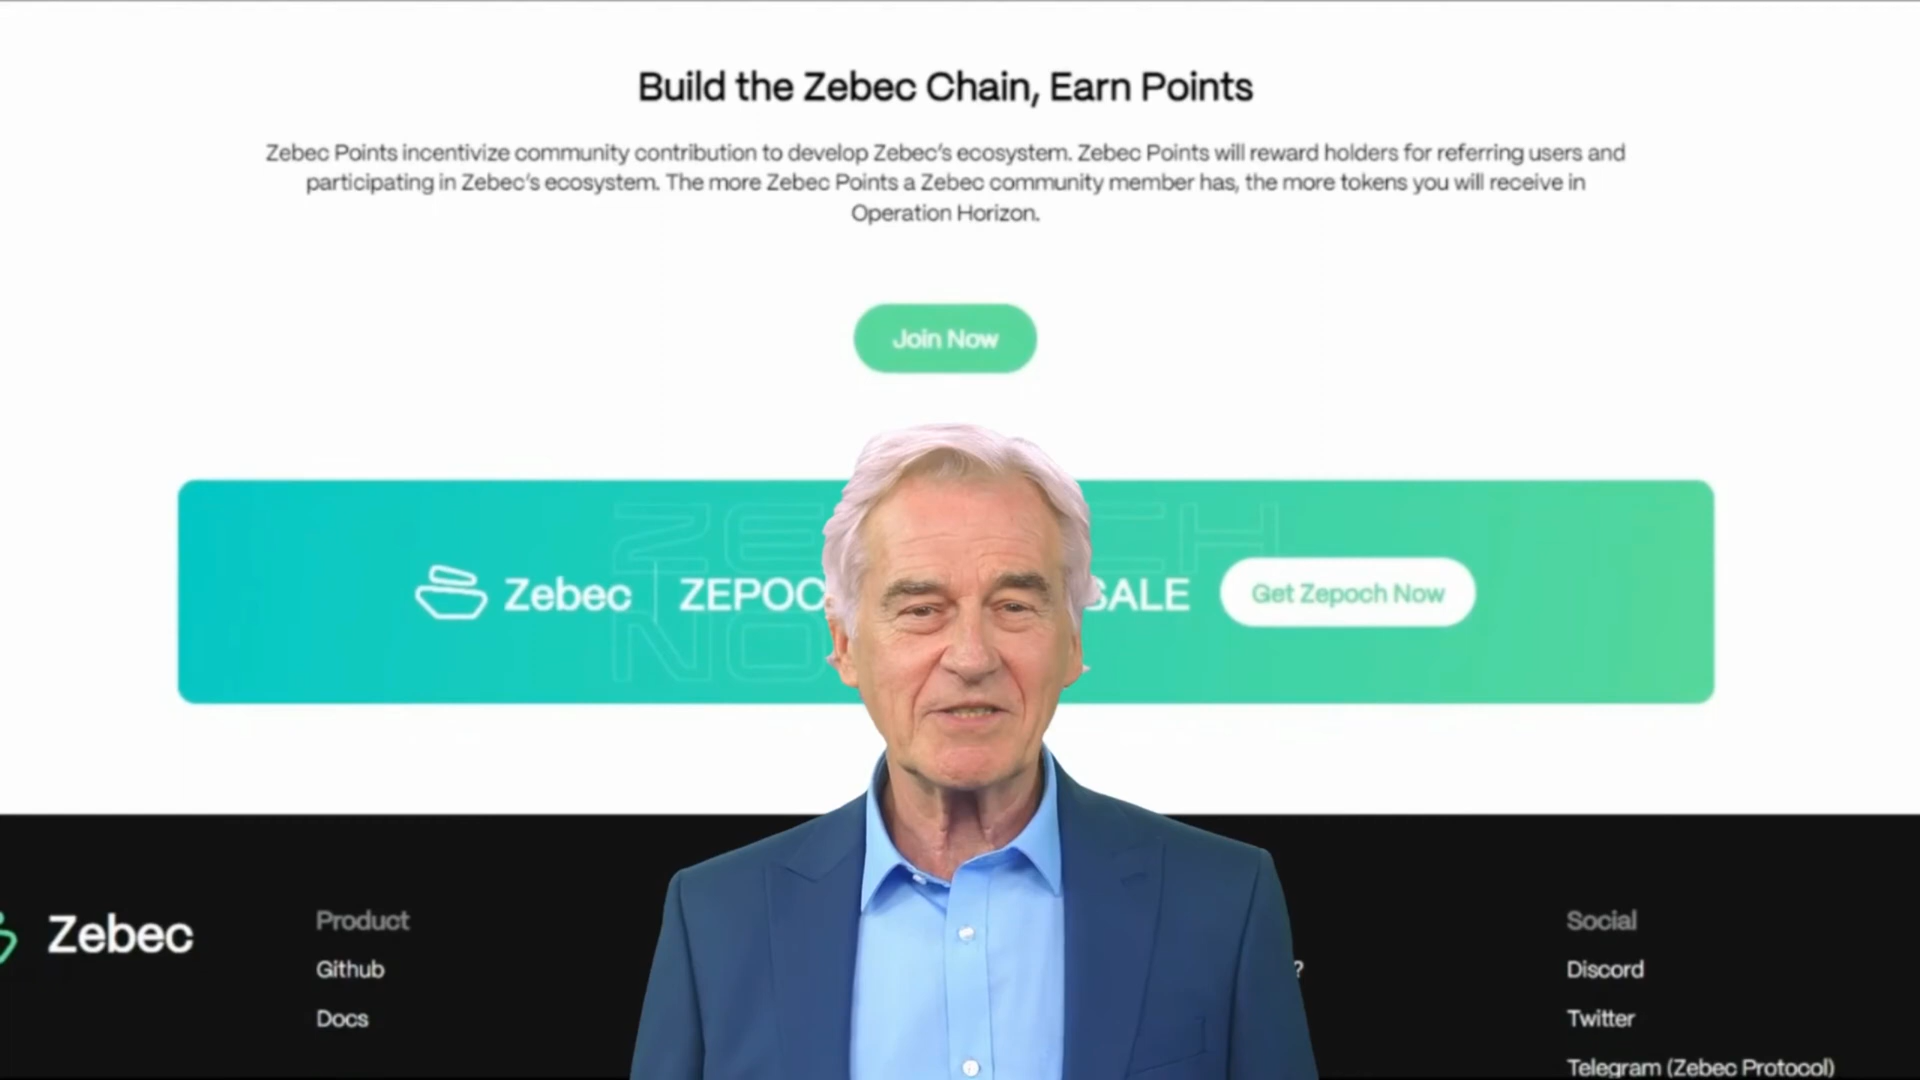 Build the Zebec Chain, Earn Points
Zebec Points incentivize community contribution to develop Zebec's ecosystem. Zebec Points will reward holders for referring users and
participating in Zebec's ecosystem. The more Zebec Points a Zebec community member has, the more tokens you will receive in
Operation Horizon.
Join Now
Zebec
SALE
Get Zepoch Now
Zebec
Product
Github
Docs
?
Social
Discord
Twitter
Telegram (Zebec Protocol)